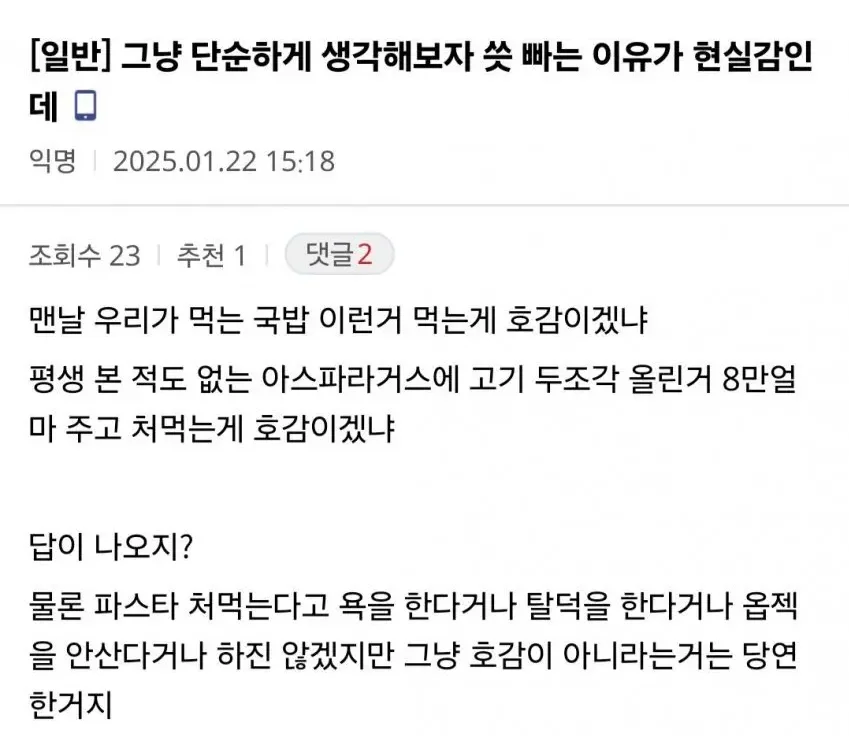 [일반] 그냥 단순하게 생각해보자 씃 빠는 이유가 현실감인
데
익명 | 2025.01.22 15:18
조회수 23 | 추천 1 | 댓글 2
맨날 우리가 먹는 국밥 이런거 먹는게 호감이겠냐
평생 본 적도 없는 아스파라거스에 고기 두조각 올린거 8만얼
마 주고 처먹는게 호감이겠냐
답이 나오지?
물론 파스타 처먹는다고 욕을 한다거나 탈덕을 한다거나 옵젝
을 안산다거나 하진 않겠지만 그냥 호감이 아니라는거는 당연
한거지